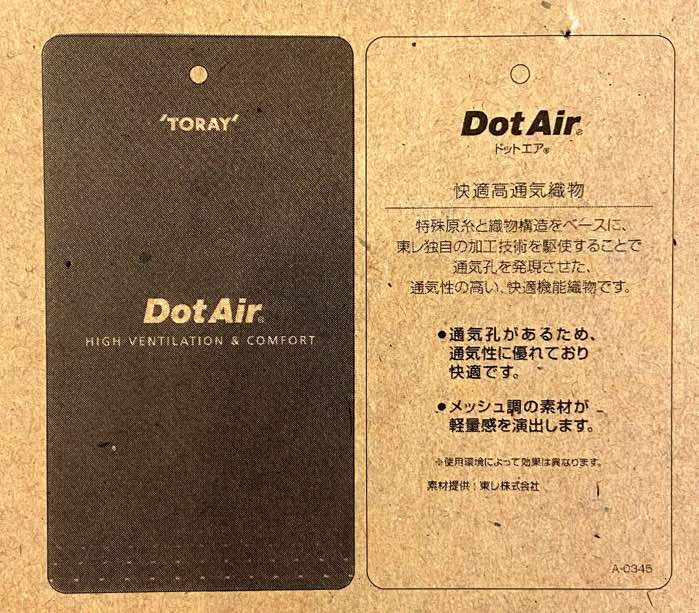 'TORAY'
DotAir®
HIGH VENTILATION & COMFORT
DotAir®
ドットエア®
快適高通気織物
特殊原糸と織物構造をベースに、
東レ独自の加工技術を駆使することで
通気孔を発現させた、
通気性の高い、快適機能織物です。
●通気孔があるため、
通気性に優れており
快適です。
●メッシュ調の素材が
軽量感を演出します。
※使用環境によって効果は異なります。
素材提供：東レ株式会社
A-0345